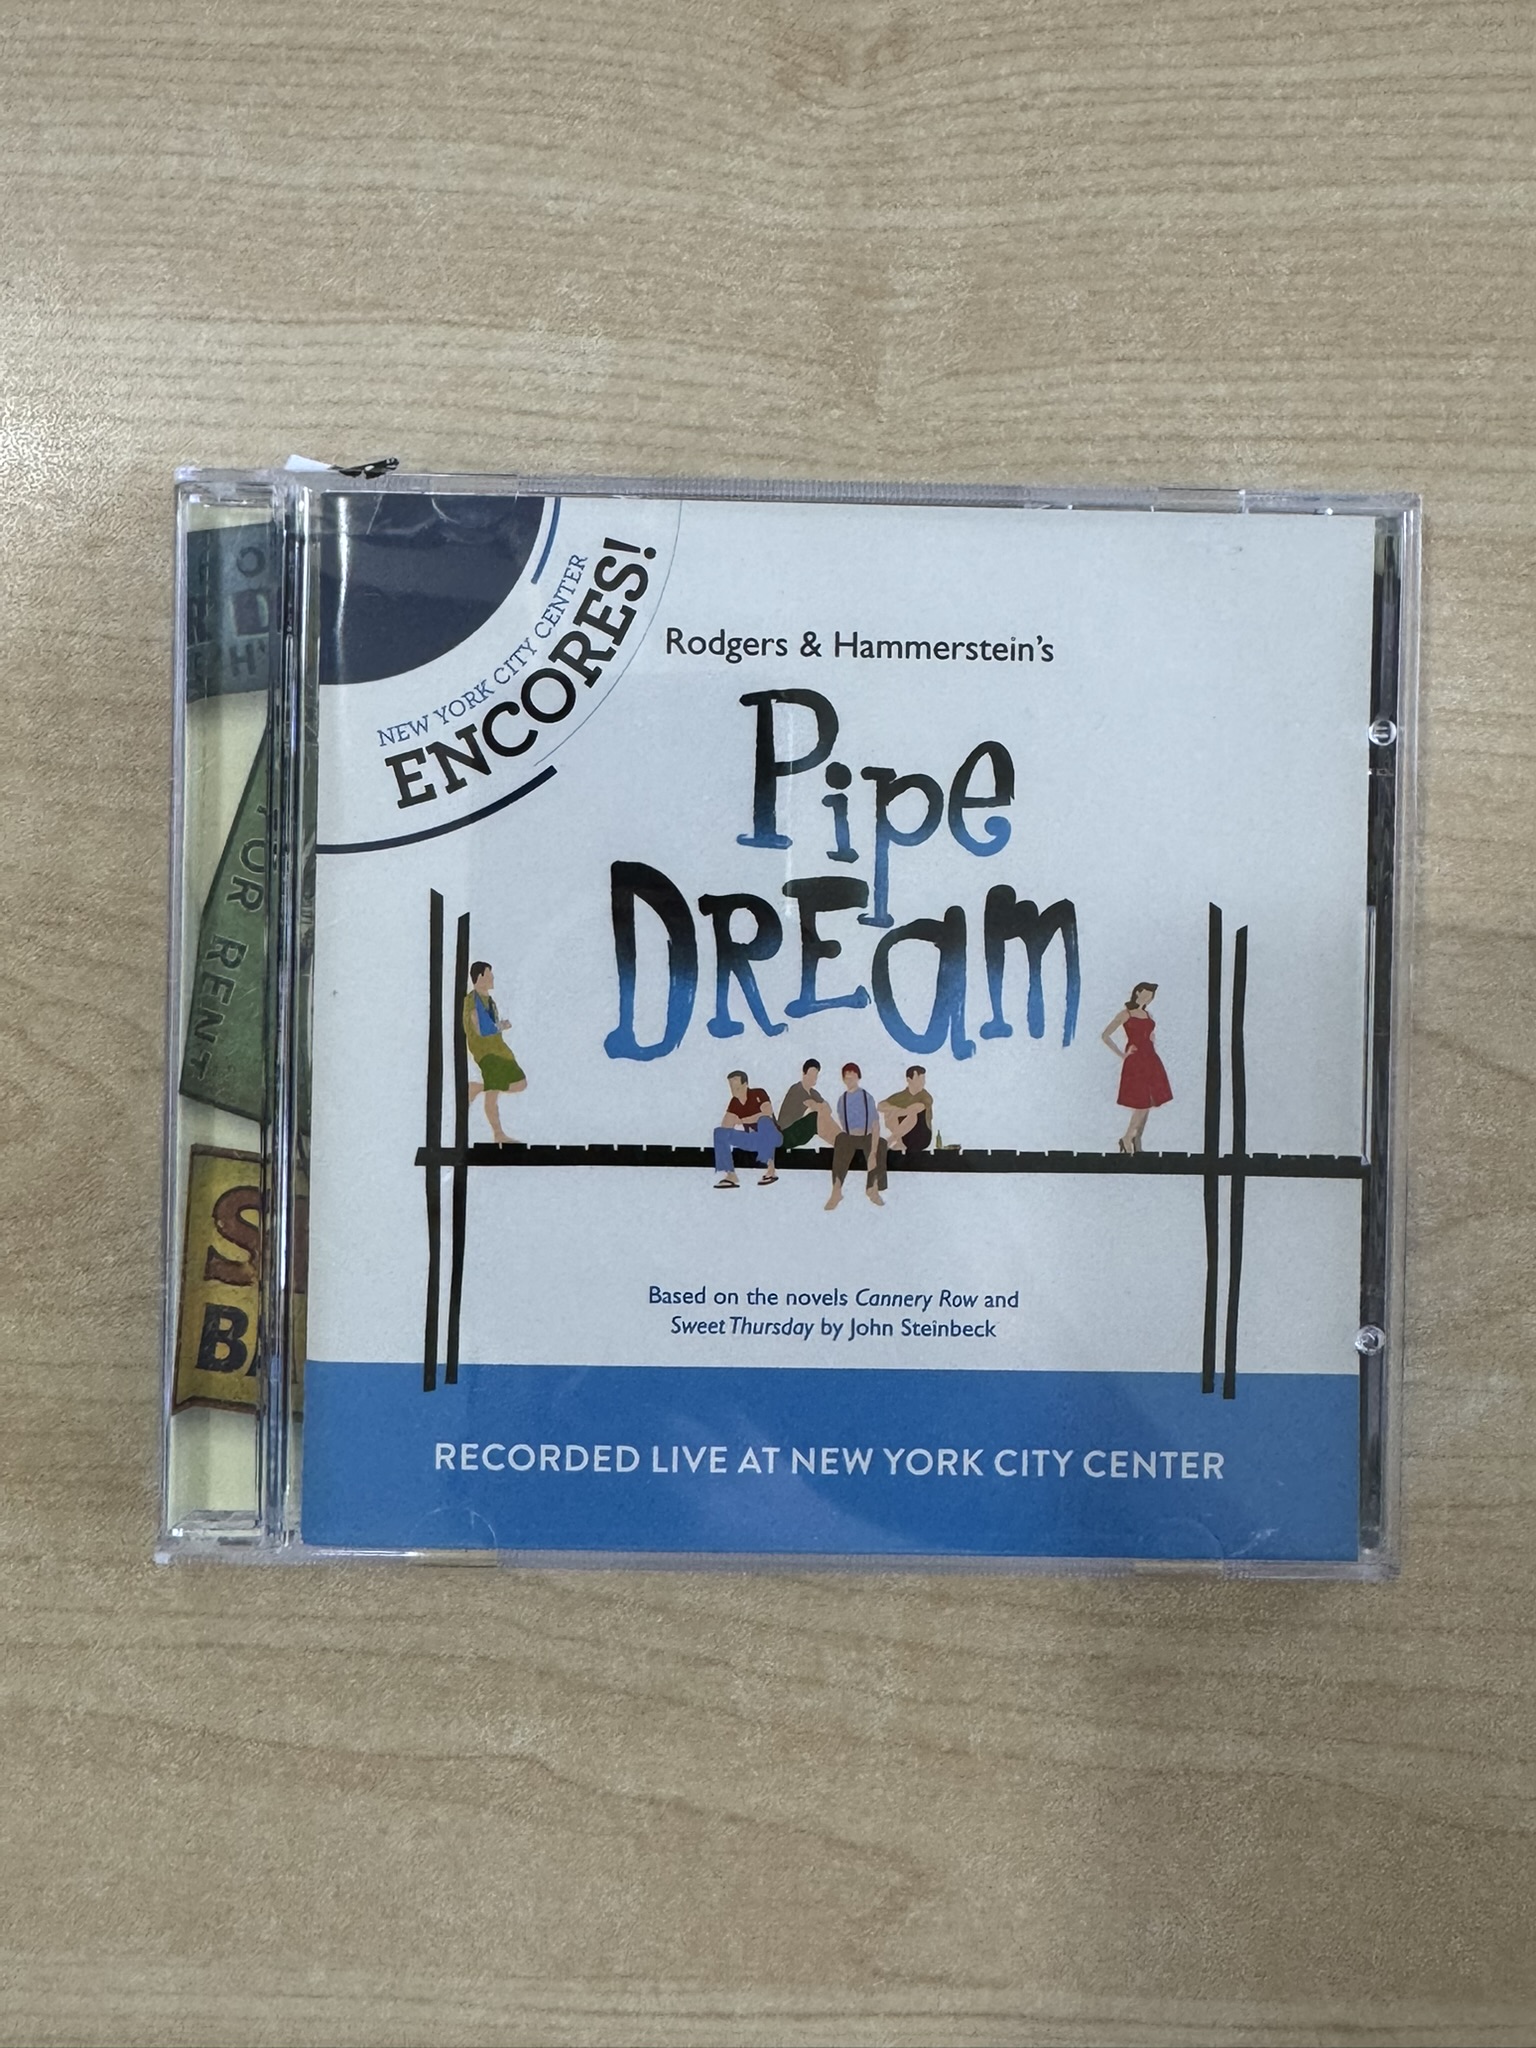 NEW YORK CITY CENTER
ENCORES!
Rodgers & Hammerstein's
Pipe
DREam
Based on the novels Cannery Row and
Sweet Thursday by John Steinbeck
RECORDED LIVE AT NEW YORK CITY CENTER
FOR RENT